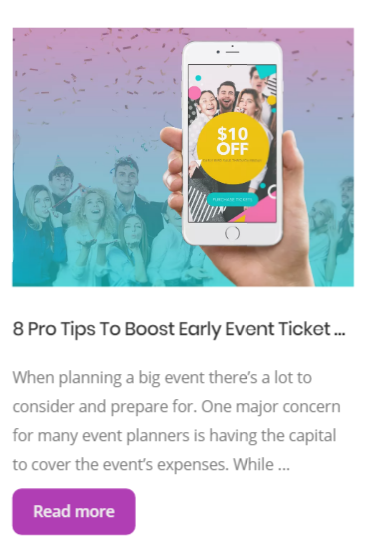 $10
OFF
PURCHASE TICKETS
8 Pro Tips To Boost Early Event Ticket ...
When planning a big event there's a lot to
consider and prepare for. One major concern
for many event planners is having the capital
to cover the event's expenses. While ...
Read more